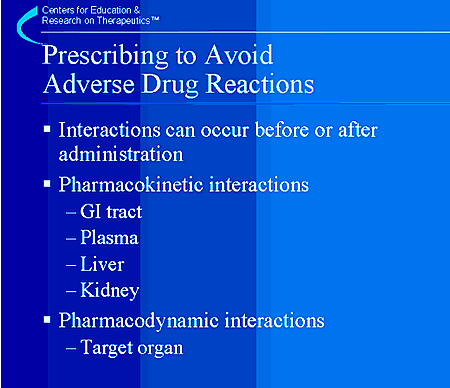 Centers for Education &
Research on Therapeutics™
Prescribing to Avoid
Adverse Drug Reactions
▪ Interactions can occur before or after
administration
▪ Pharmacokinetic interactions
– GI tract
– Plasma
– Liver
– Kidney
▪ Pharmacodynamic interactions
– Target organ